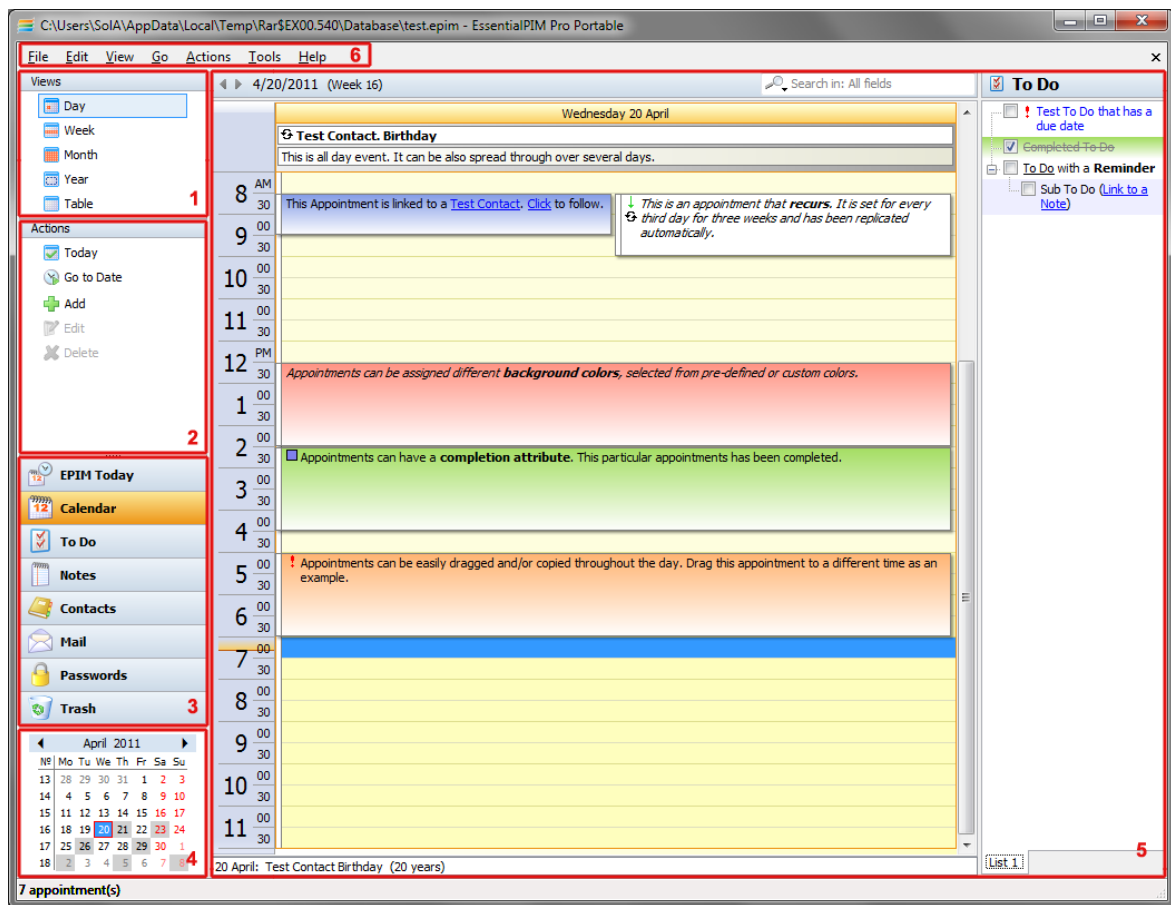 C:\Users\SolA\AppData\Local\Temp\Rar$EX00.540\Database\test.epim - EssentialPIM Pro Portable
File Edit View Go Actions Tools Help 6
Views
Day
Week
Month
Year
Table
1
Actions
Today
Go to Date
Add
Edit
Delete
2
EPIM Today
Calendar
To Do
Notes
Contacts
Mail
Passwords
Trash
3
April 2011
Nº Mo Tu We Th Fr Sa Su
13 28 29 30 31 1 2 3
14 4 5 6 7 8 9 10
15 11 12 13 14 15 16 17
16 18 19 20 21 22 23 24
17 25 26 27 28 29 30 1
18 2 3 4 5 6 7 8
4
4/20/2011 (Week 16)
Search in: All fields
Wednesday 20 April
Test Contact. Birthday
This is all day event. It can be also spread through over several days.
8 AM
30
9 00
30
10 00
30
11 00
30
12 PM
30
1 00
30
2 00
30
3 00
30
4 00
30
5 00
30
6 00
30
7 00
30
8 00
30
9 00
30
10 00
30
11 00
30
This Appointment is linked to a Test Contact. Click to follow.
This is an appointment that recurs. It is set for every
third day for three weeks and has been replicated
automatically.
Appointments can be assigned different background colors, selected from pre-defined or custom colors.
Appointments can have a completion attribute. This particular appointments has been completed.
! Appointments can be easily dragged and/or copied throughout the day. Drag this appointment to a different time as an
example.
20 April: Test Contact Birthday (20 years)
To Do
! Test To Do that has a
due date
Completed To Do
To Do with a Reminder
Sub To Do (Link to a
Note)
List 1
5
7 appointment(s)
12
12